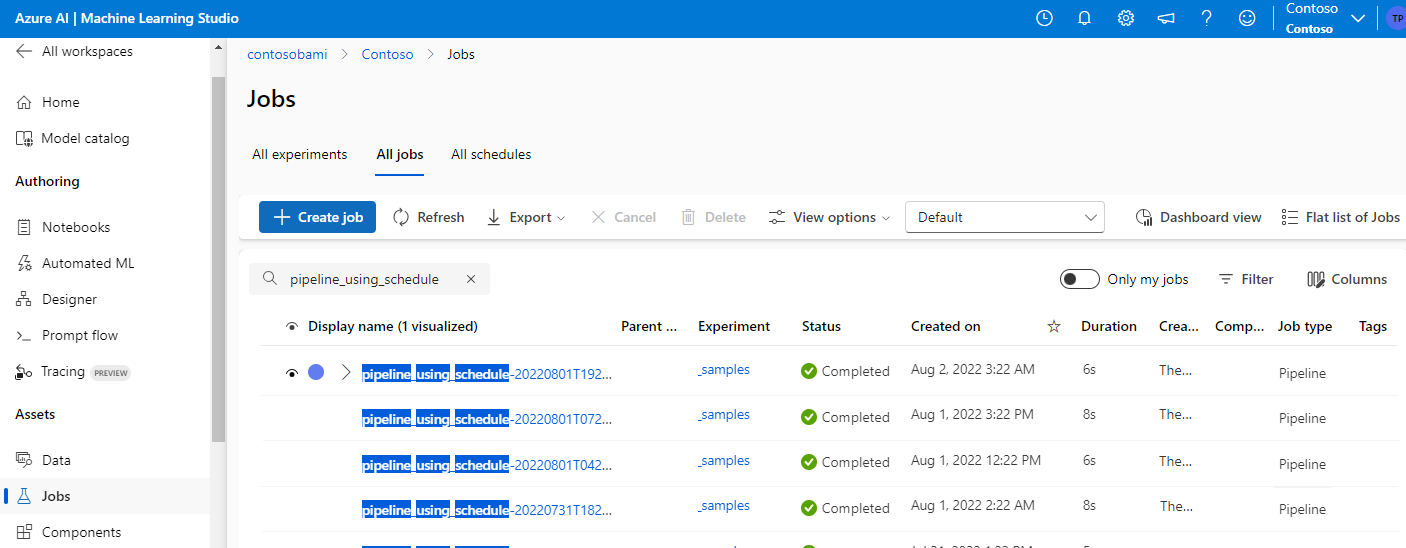 Azure AI | Machine Learning Studio
Contoso
Contoso
TP
All workspaces
Home
Model catalog
Authoring
Notebooks
Automated ML
Designer
Prompt flow
Tracing PREVIEW
Assets
Data
Jobs
Components
contosobami > Contoso > Jobs
Jobs
All experiments All jobs All schedules
Create job Refresh Export Cancel Delete View options Default Dashboard view Flat list of Jobs
pipeline_using_schedule Only my jobs Filter Columns
Display name (1 visualized) Parent ... Experiment Status Created on Duration Crea... Comp... Job type Tags
pipeline_using_schedule-20220801T192... _samples Completed Aug 2, 2022 3:22 AM 6s The... Pipeline
pipeline_using_schedule-20220801T072... _samples Completed Aug 1, 2022 3:22 PM 8s The... Pipeline
pipeline_using_schedule-20220801T042... _samples Completed Aug 1, 2022 12:22 PM 6s The... Pipeline
pipeline_using_schedule-20220731T182... _samples Completed Aug 1, 2022 2:22 AM 8s The... Pipeline